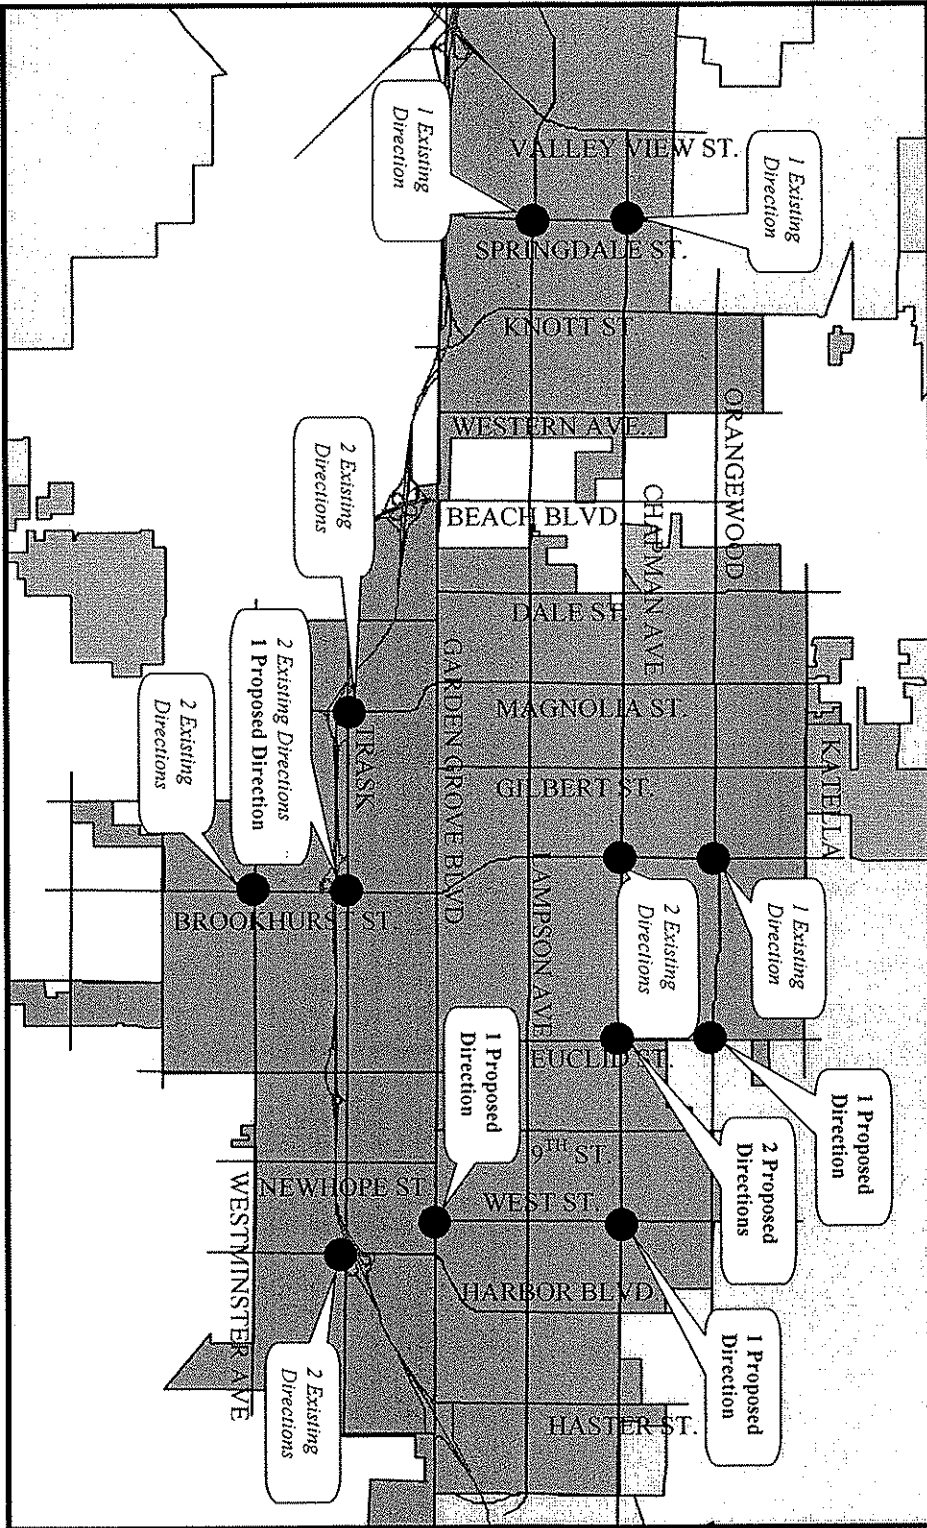 1 Existing
Direction
1 Existing
Direction
VALLEY VIEW ST.
SPRINGDALE ST.
KNOTT ST.
WESTERN AVE.
BEACH BLVD.
ORANGEWOOD
CHAPMAN AVE
DALE ST.
MAGNOLIA ST.
GILBERT ST.
KATELLA
GARDEN GROVE BLVD
TRASK
2 Existing
Directions
2 Existing Directions
1 Proposed Direction
2 Existing
Directions
BROOKHURST ST.
LAMPSON AVE
2 Existing
Directions
1 Existing
Direction
EUCLID ST.
1 Proposed
Direction
2 Proposed
Directions
1 Proposed
Direction
9TH ST.
NEWHOPE ST.
WEST ST.
HARBOR BLVD
WESTMINSTER AVE
1 Proposed
Direction
2 Existing
Directions
HASTER ST.